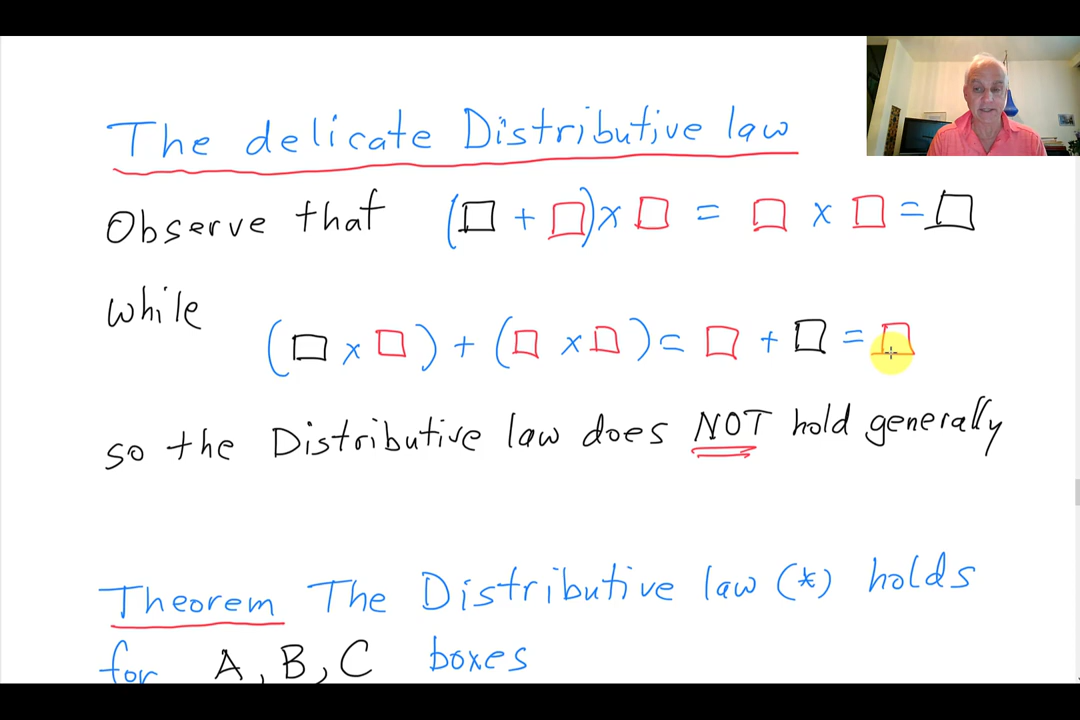 The delicate Distributive law
Observe that (□ + □) × □ = □ × □ = □
while
(□ × □) + (□ × □) = □ + □ = □
so the Distributive law does NOT hold generally
Theorem The Distributive law (*) holds
for A, B, C boxes